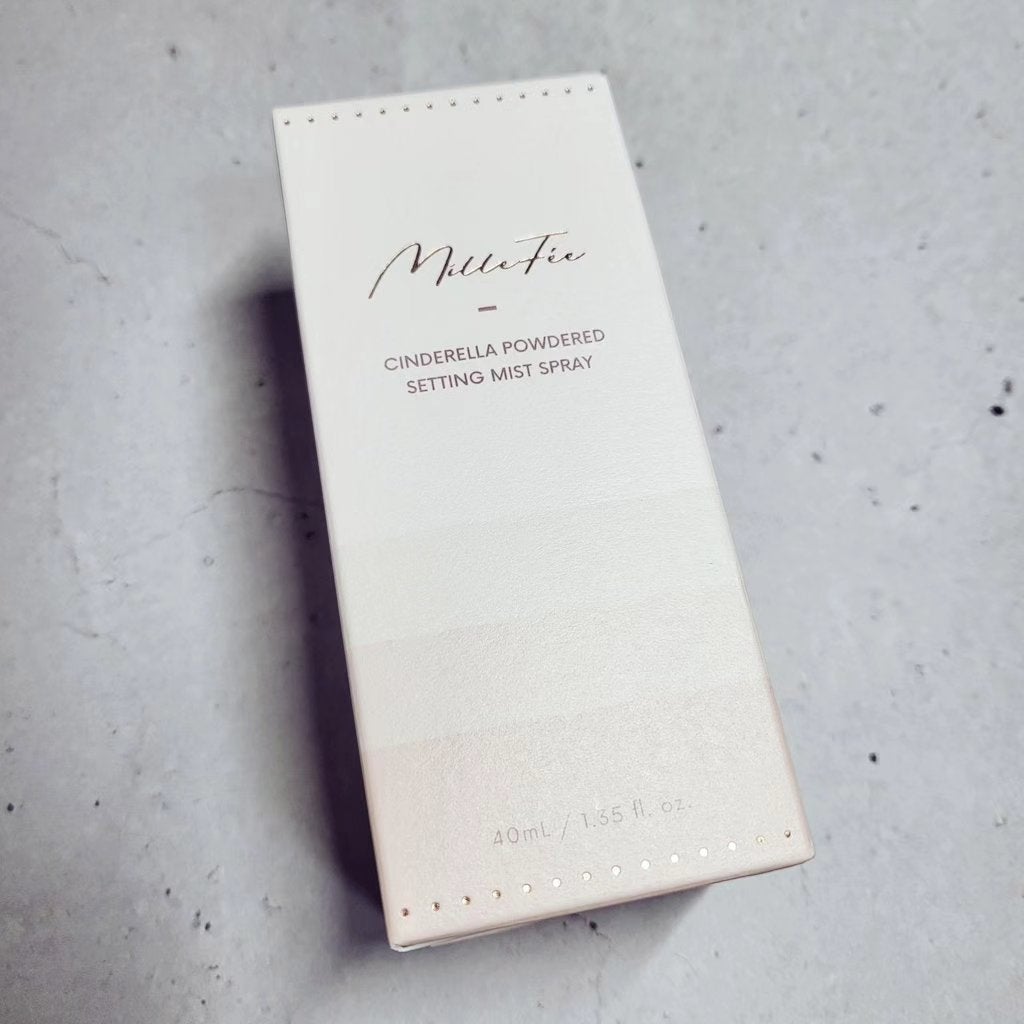 MilleFée
CINDERELLA POWDERED
SETTING MIST SPRAY
40mL / 1.35 fl. oz.